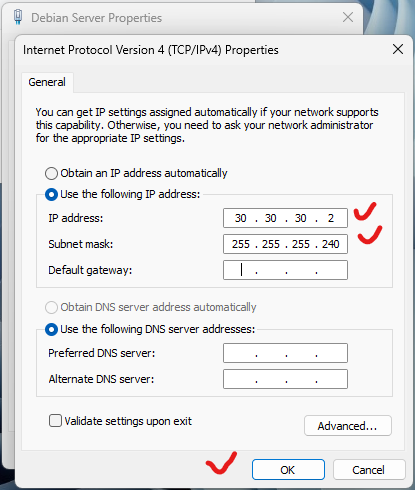 Debian Server Properties
Internet Protocol Version 4 (TCP/IPv4) Properties
General
You can get IP settings assigned automatically if your network supports
this capability. Otherwise, you need to ask your network administrator
for the appropriate IP settings.
Obtain an IP address automatically
Use the following IP address:
IP address: 30 . 30 . 30 . 2
Subnet mask: 255 . 255 . 255 . 240
Default gateway: . . .
Obtain DNS server address automatically
Use the following DNS server addresses:
Preferred DNS server: . . .
Alternate DNS server: . . .
Validate settings upon exit
Advanced...
OK Cancel